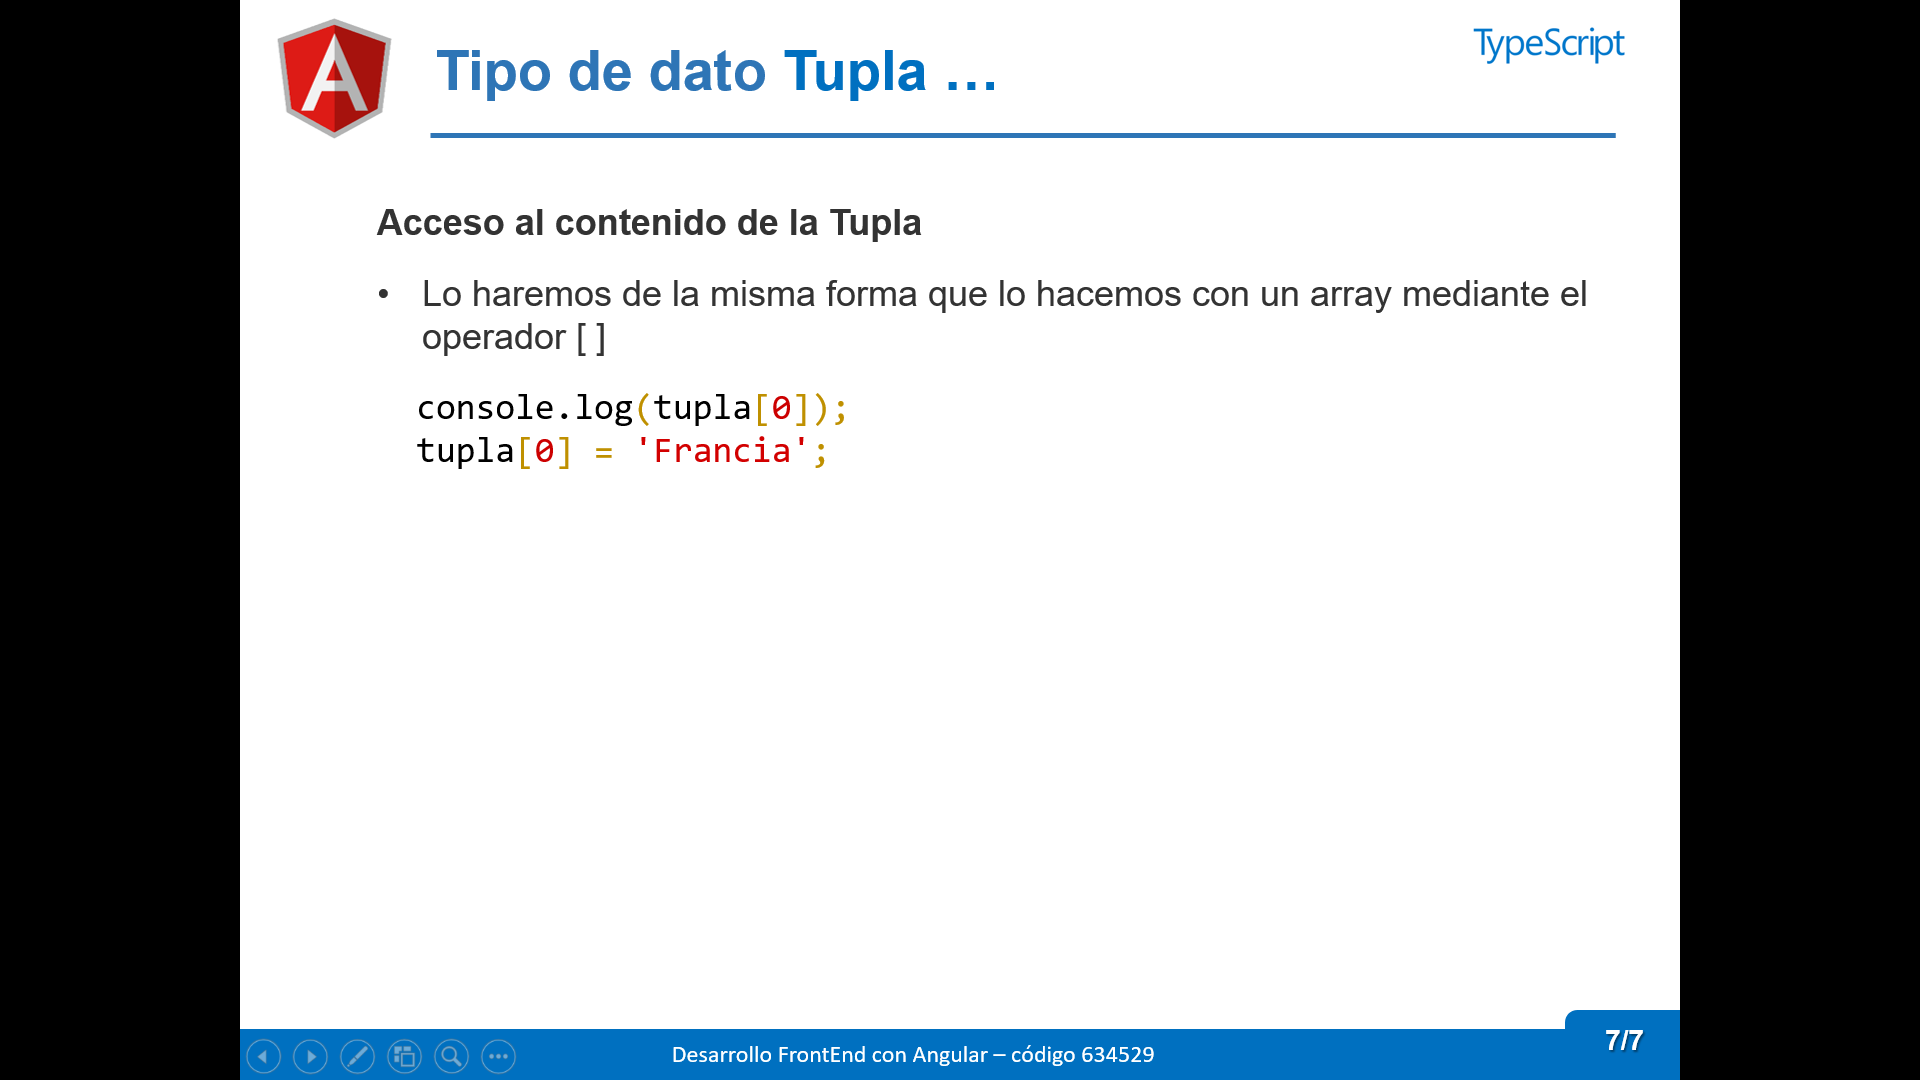 Tipo de dato Tupla ...
TypeScript
Acceso al contenido de la Tupla
• Lo haremos de la misma forma que lo hacemos con un array mediante el
operador [ ]
console.log(tupla[0]);
tupla[0] = 'Francia';
Desarrollo FrontEnd con Angular – código 634529
7/7